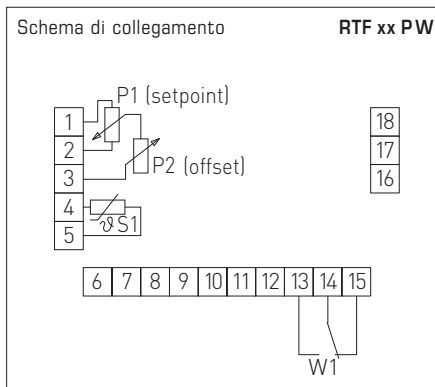 Schema di collegamento RTF xx PW
P1 (setpoint)
1
18
2
17
3
P2 (offset)
16
4
ϑ S1
5
6 7 8 9 10 11 12 13 14 15
W1